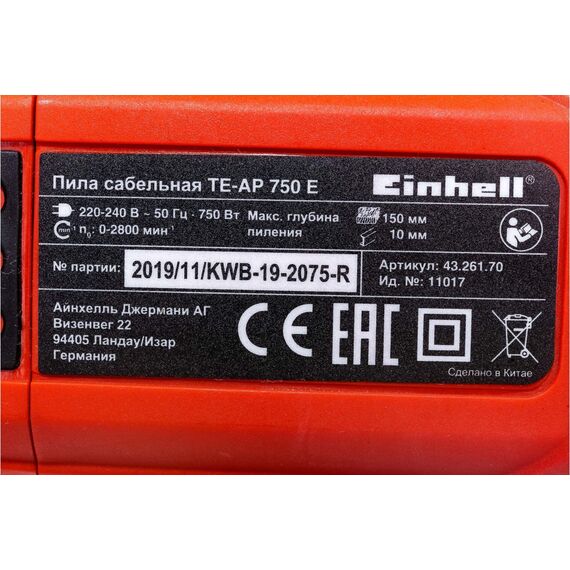 Пила сабельная TE-AP 750 E
Einhell®
220-240 В ~ 50 Гц · 750 Вт
min⁻¹ n₀: 0-2800 мин⁻¹
Макс. глубина
пиления
150 мм
10 мм
№ партии: 2019/11/KWB-19-2075-R
Артикул: 43.261.70
Ид. №: 11017
Айнхелль Джермани АГ
Визенвег 22
94405 Ландау/Изар
Германия
CE EAC
Сделано в Китае